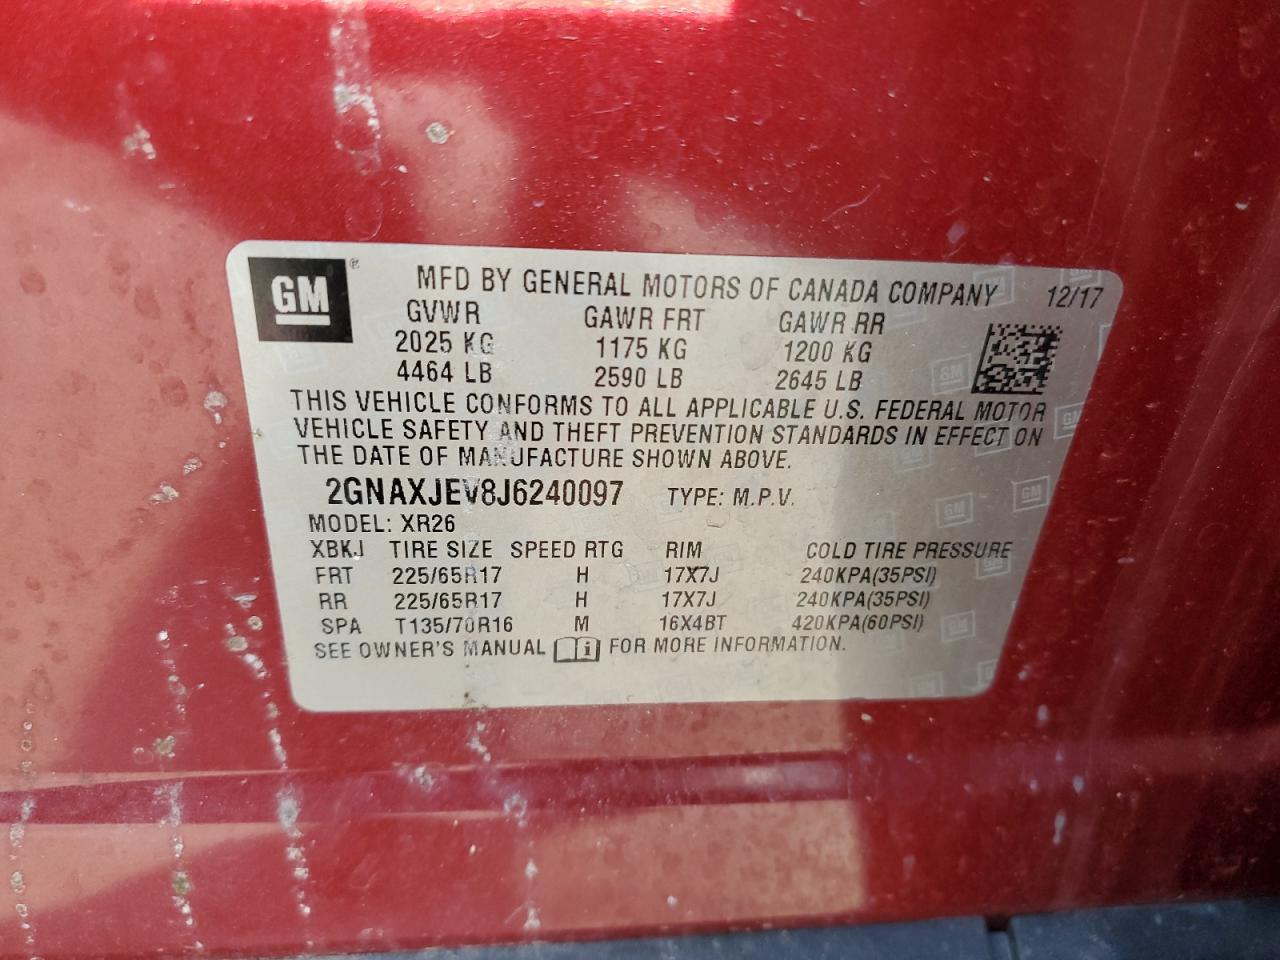 GM ®
MFD BY GENERAL MOTORS OF CANADA COMPANY 12/17
GVWR GAWR FRT GAWR RR
2025 KG 1175 KG 1200 KG
4464 LB 2590 LB 2645 LB
THIS VEHICLE CONFORMS TO ALL APPLICABLE U.S. FEDERAL MOTOR
VEHICLE SAFETY AND THEFT PREVENTION STANDARDS IN EFFECT ON
THE DATE OF MANUFACTURE SHOWN ABOVE.
2GNAXJEV8J6240097 TYPE: M.P.V.
MODEL: XR26
XBKJ TIRE SIZE SPEED RTG RIM COLD TIRE PRESSURE
FRT 225/65R17 H 17X7J 240KPA(35PSI)
RR 225/65R17 H 17X7J 240KPA(35PSI)
SPA T135/70R16 M 16X4BT 420KPA(60PSI)
SEE OWNER'S MANUAL i FOR MORE INFORMATION.